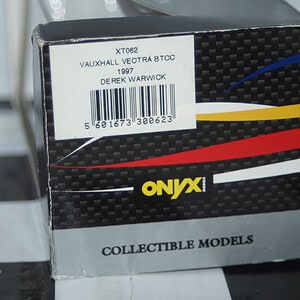 XT062
VAUXHALL VECTRA BTCC
1997
DEREK WARWICK
5 601673 300623
ONYX
COLLECTIBLE MODELS